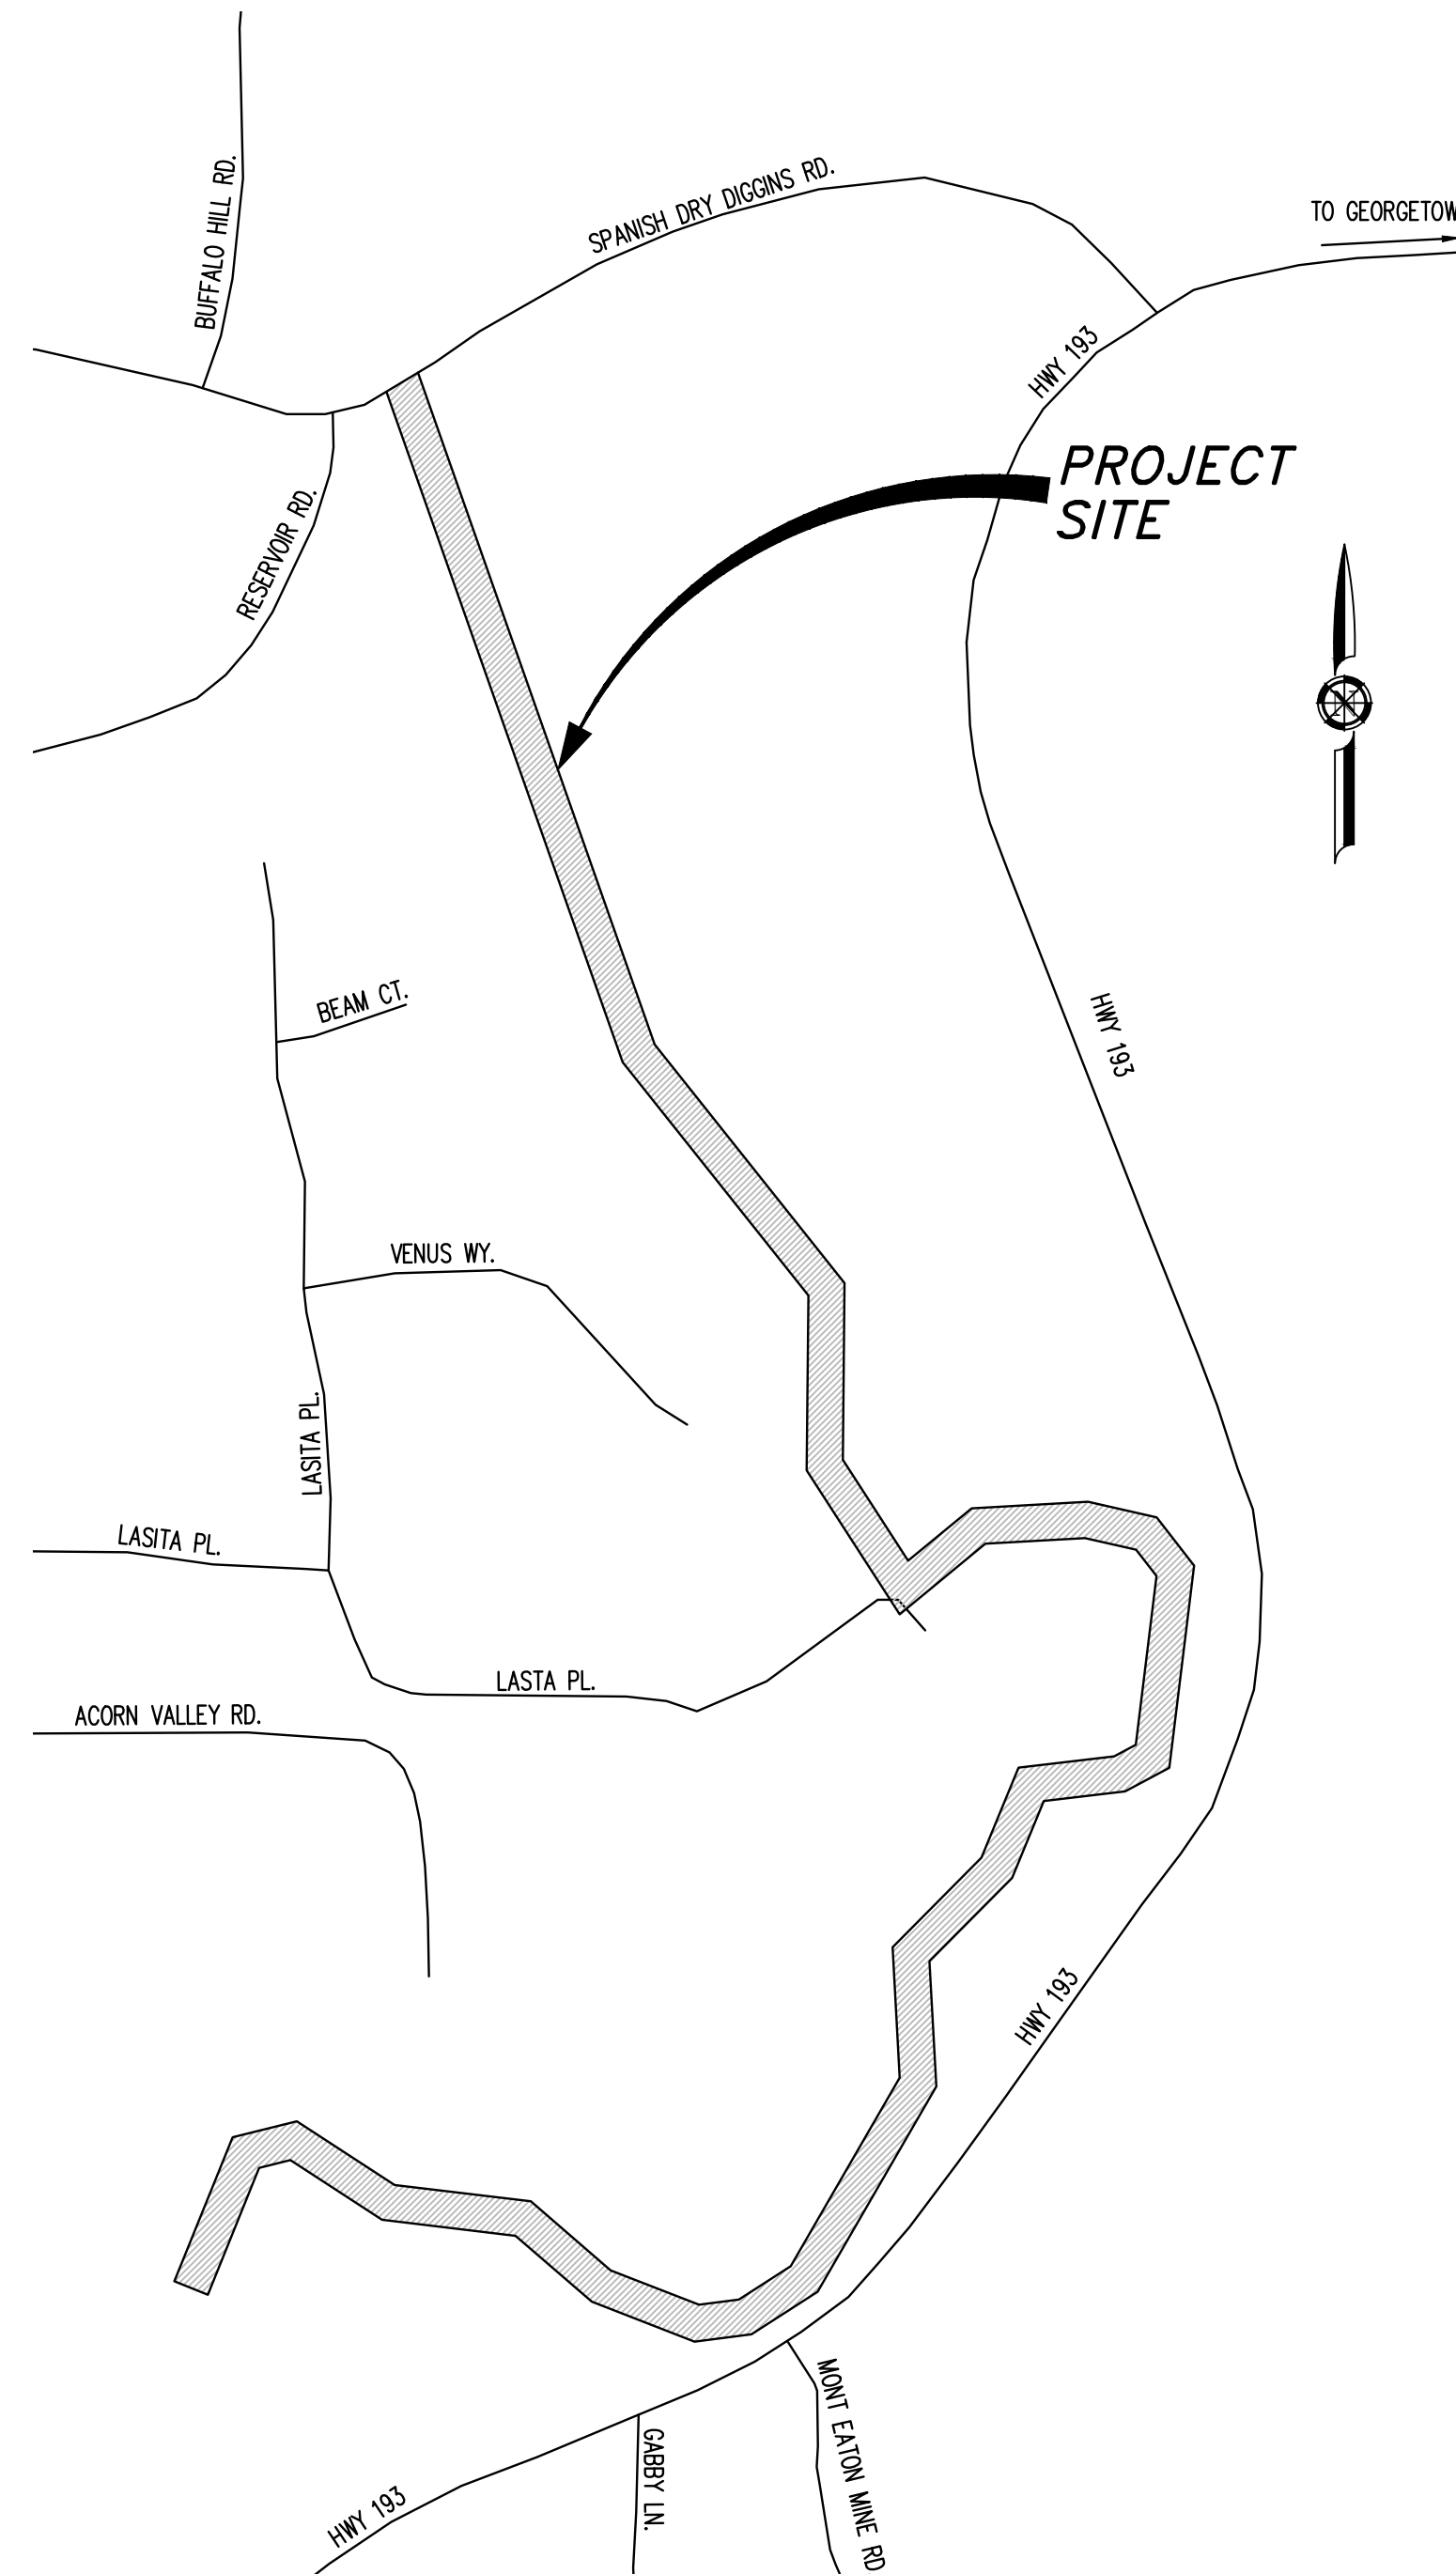 BUFFALO HILL RD.
SPANISH DRY DIGGINS RD.
TO GEORGETOW
HWY 193
PROJECT
SITE
RESERVOIR RD.
N
BEAM CT.
HWY 193
VENUS WY.
LASITA PL.
LASITA PL.
LASTA PL.
ACORN VALLEY RD.
HWY 193
MONT EATON MINE RD
GABBY LN.
HWY 193